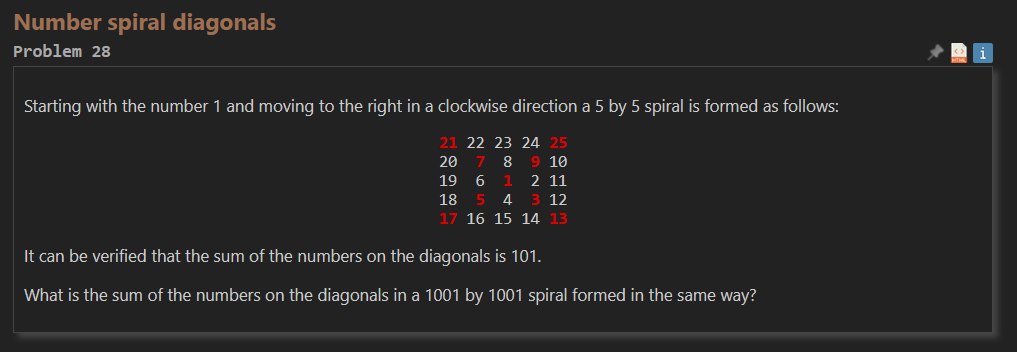 Number spiral diagonals
Problem 28
HTML
i
Starting with the number 1 and moving to the right in a clockwise direction a 5 by 5 spiral is formed as follows:
21 22 23 24 25
20 7 8 9 10
19 6 1 2 11
18 5 4 3 12
17 16 15 14 13
It can be verified that the sum of the numbers on the diagonals is 101.
What is the sum of the numbers on the diagonals in a 1001 by 1001 spiral formed in the same way?